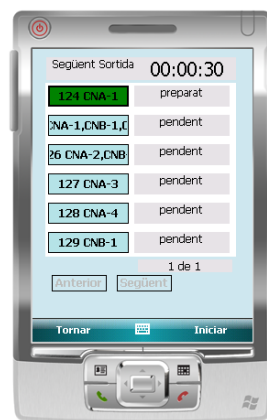 Següent Sortida 00:00:30
124 CNA-1 preparat
NA-1,CNB-1,C pendent
26 CNA-2,CNB- pendent
127 CNA-3 pendent
128 CNA-4 pendent
129 CNB-1 pendent
1 de 1
Anterior Següent
Tornar Iniciar